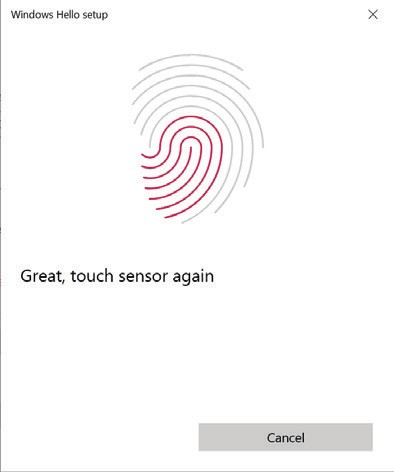 Windows Hello setup
Great, touch sensor again
Cancel